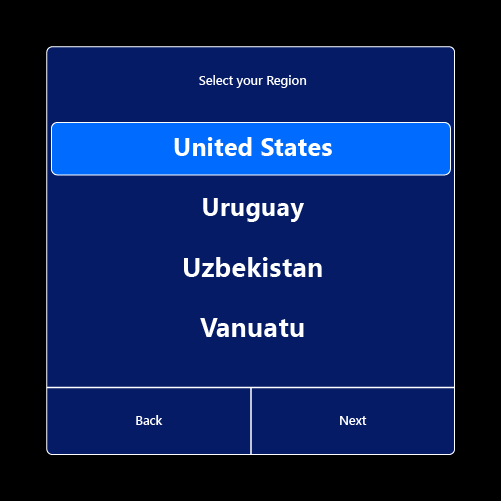 Select your Region
United States
Uruguay
Uzbekistan
Vanuatu
Back
Next